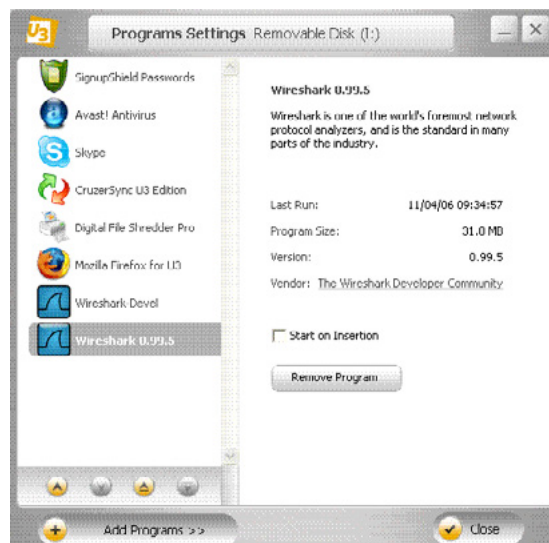 U3
Programs Settings Removable Disk (I:)
SignupShield Passwords
Avast! Antivirus
Skype
CruzerSync U3 Edition
Digital File Shredder Pro
Mozilla Firefox for U3
Wireshark Devel
Wireshark 0.99.5
Wireshark 0.99.5
Wireshark is one of the world's foremost network
protocol analyzers, and is the standard in many
parts of the industry.
Last Run: 11/04/06 09:34:57
Program Size: 31.0 MB
Version: 0.99.5
Vendor: The Wireshark Developer Community
Start on Insertion
Remove Program
Add Programs >>
Close